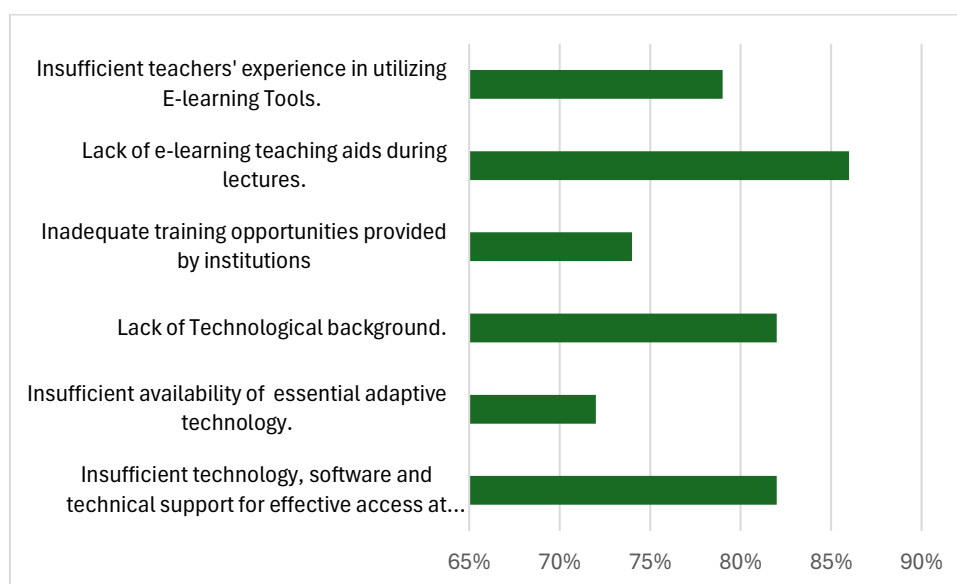 Insufficient teachers' experience in utilizing
E-learning Tools.
Lack of e-learning teaching aids during
lectures.
Inadequate training opportunities provided
by institutions
Lack of Technological background.
Insufficient availability of  essential adaptive
technology.
Insufficient technology, software and
technical support for effective access at...
65% 70% 75% 80% 85% 90%